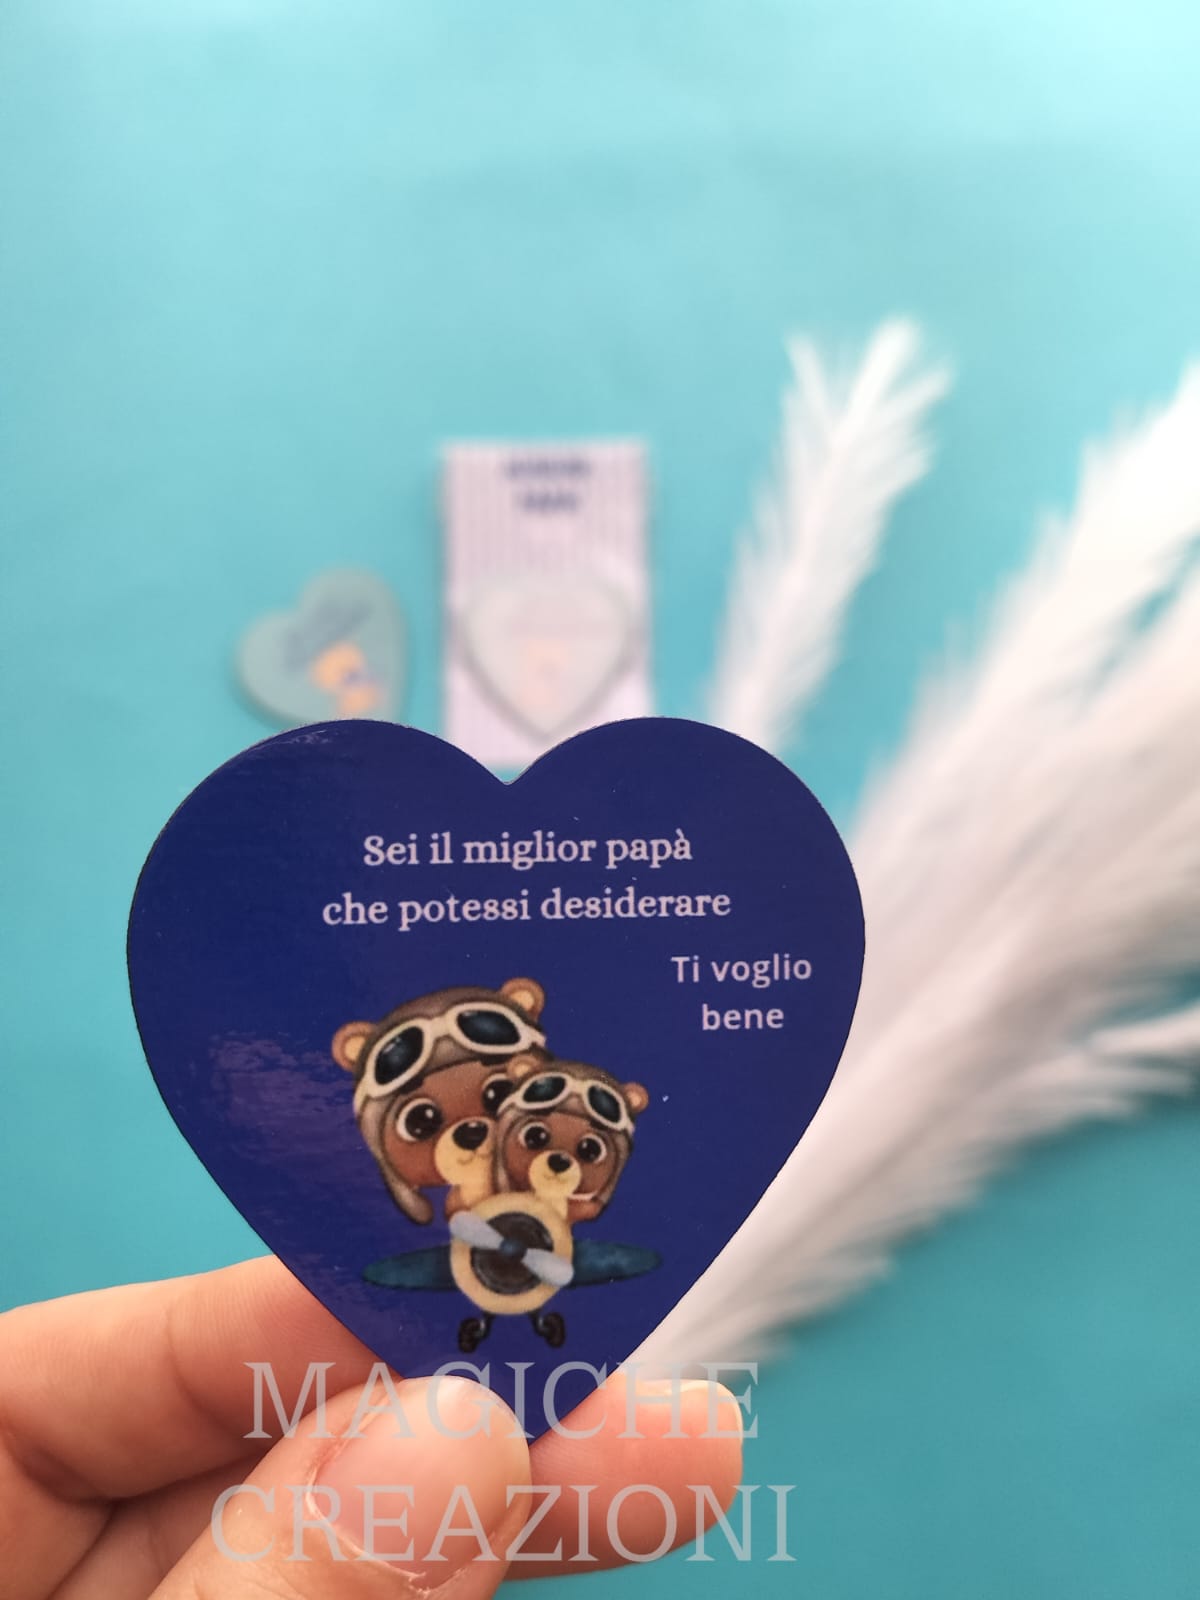 Sei il miglior papà
che potessi desiderare
Ti voglio
bene
MAGICHE
CREAZIONI